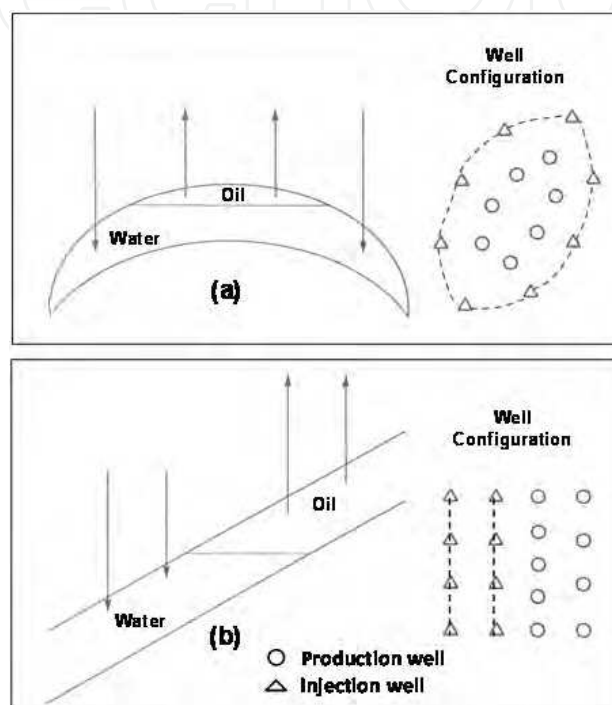 Well
Configuration
Oil
Water
(a)
Well
Configuration
Oil
Water
(b)
Production well
Injection well